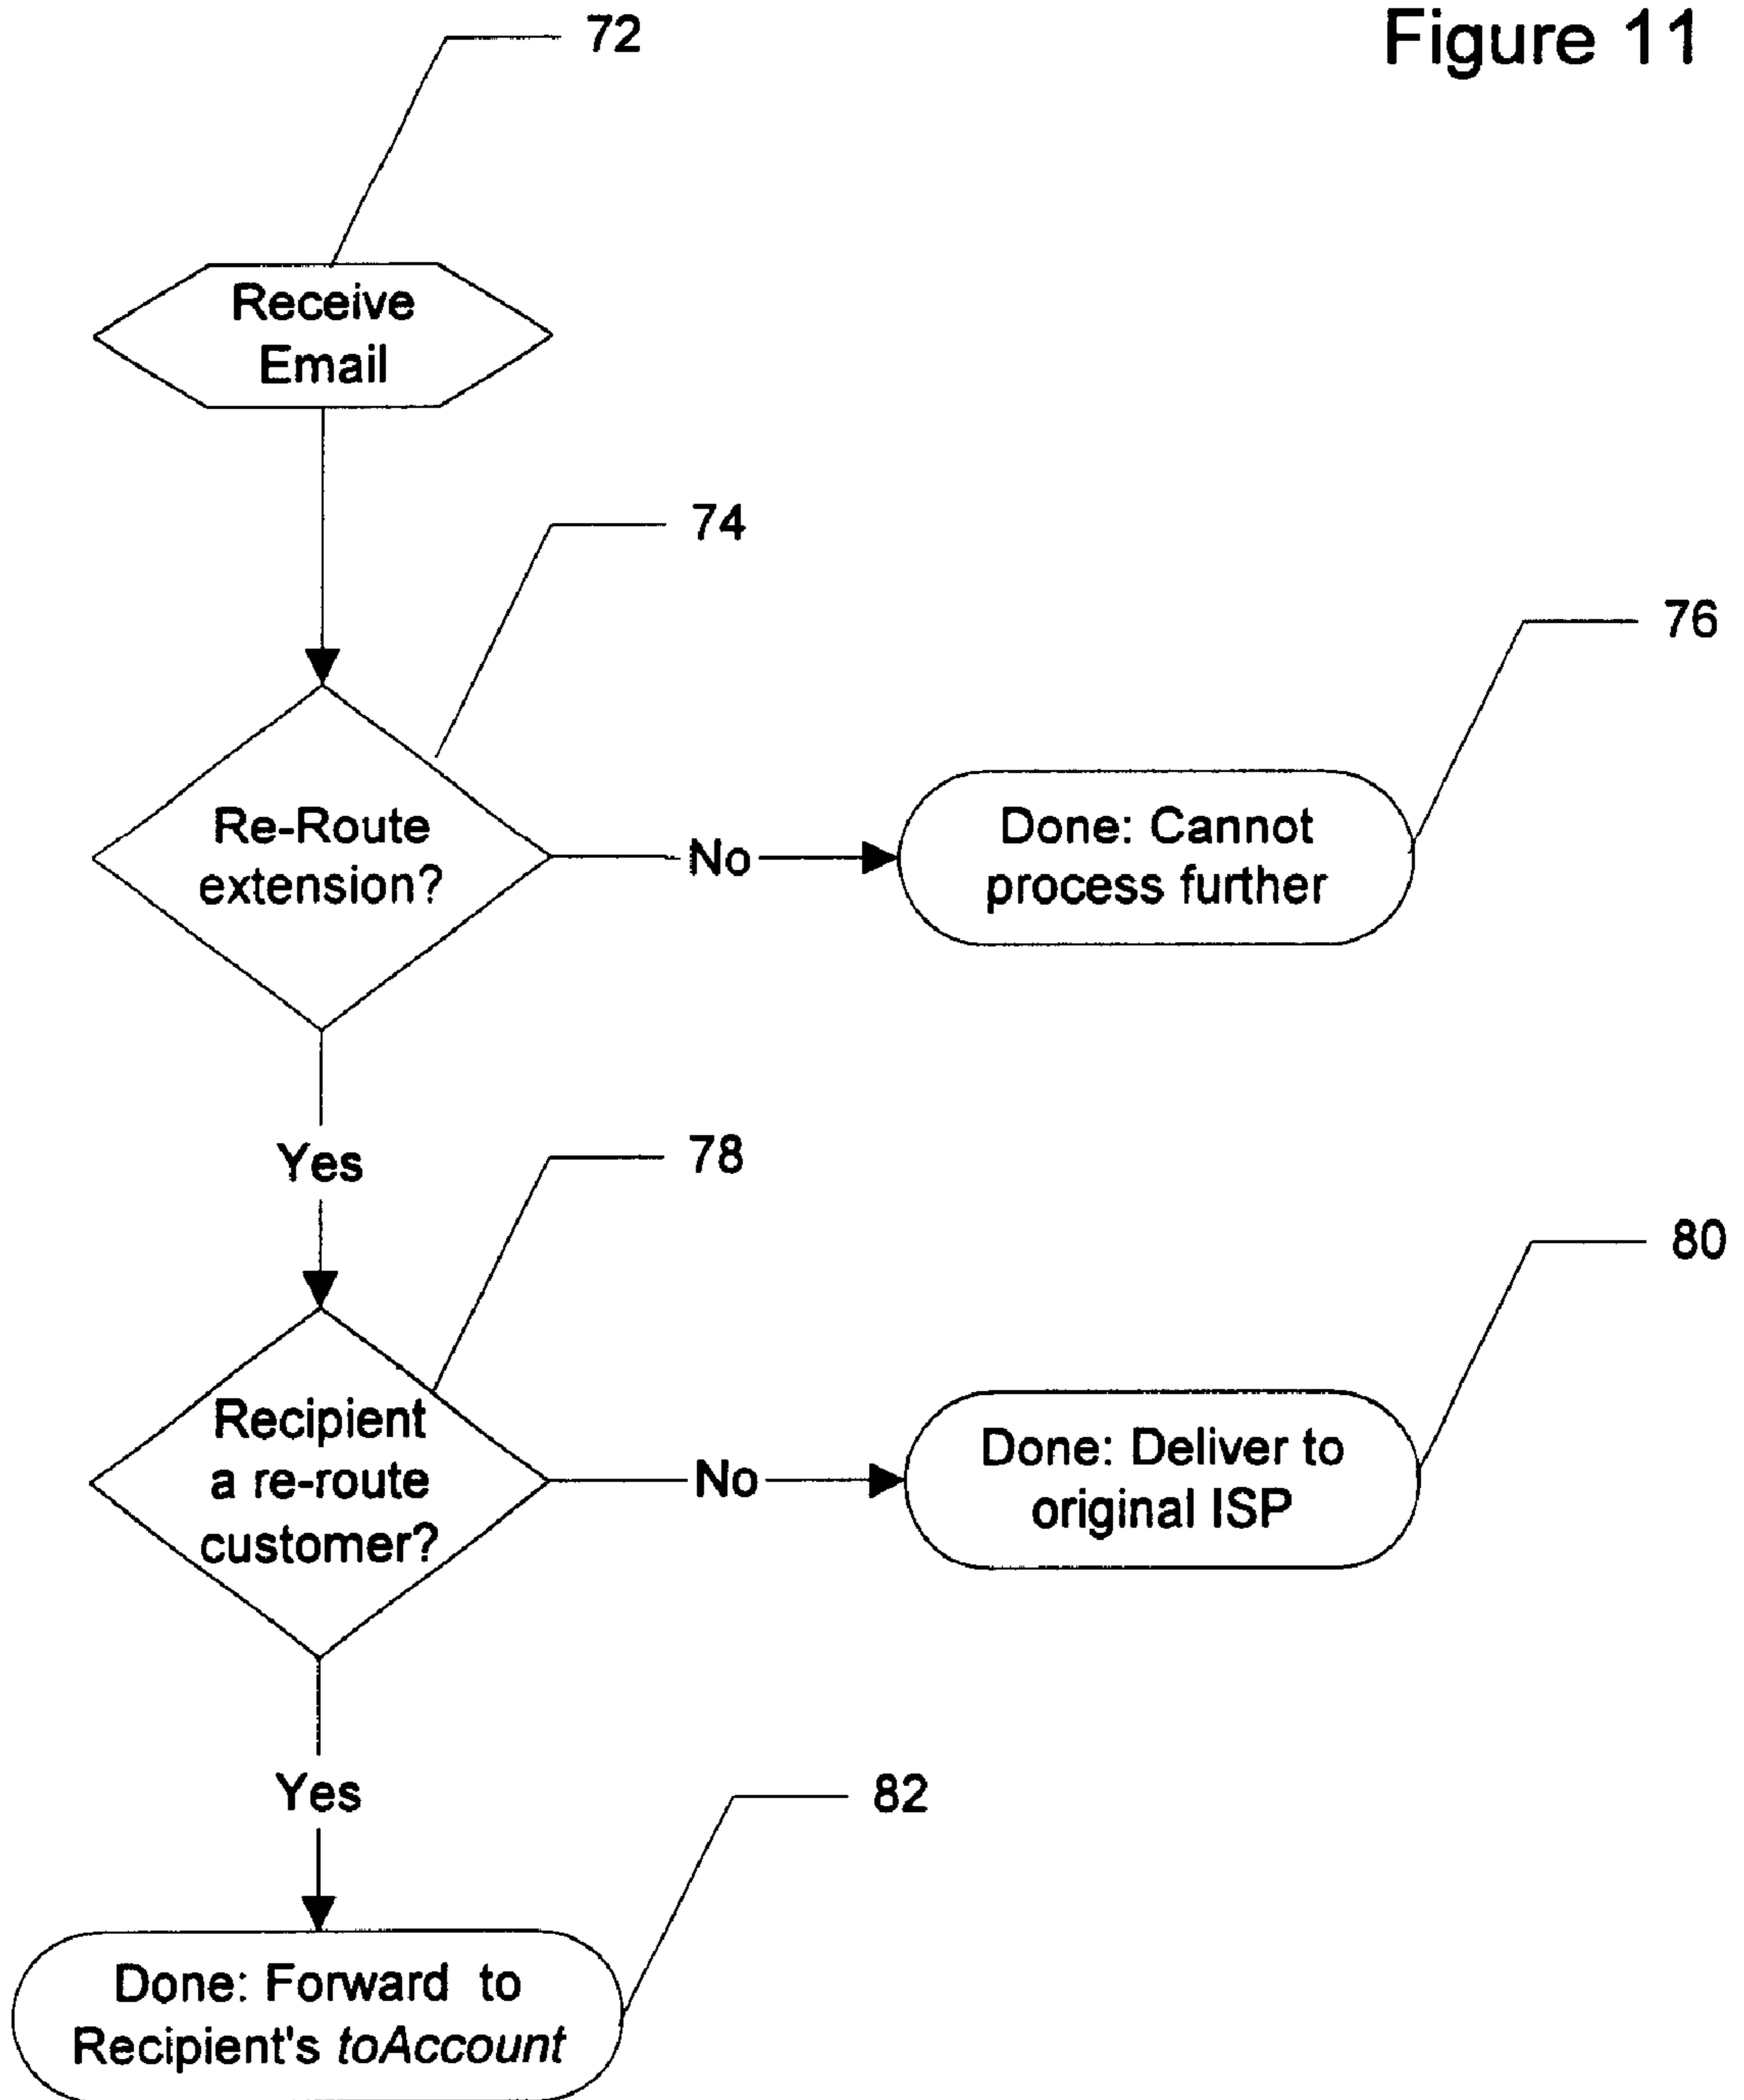 Figure 11
72
Receive
Email
74
76
Re-Route
extension?
No
Done: Cannot
process further
Yes
78
80
Recipient
a re-route
customer?
No
Done: Deliver to
original ISP
Yes
82
Done: Forward to
Recipient's toAccount